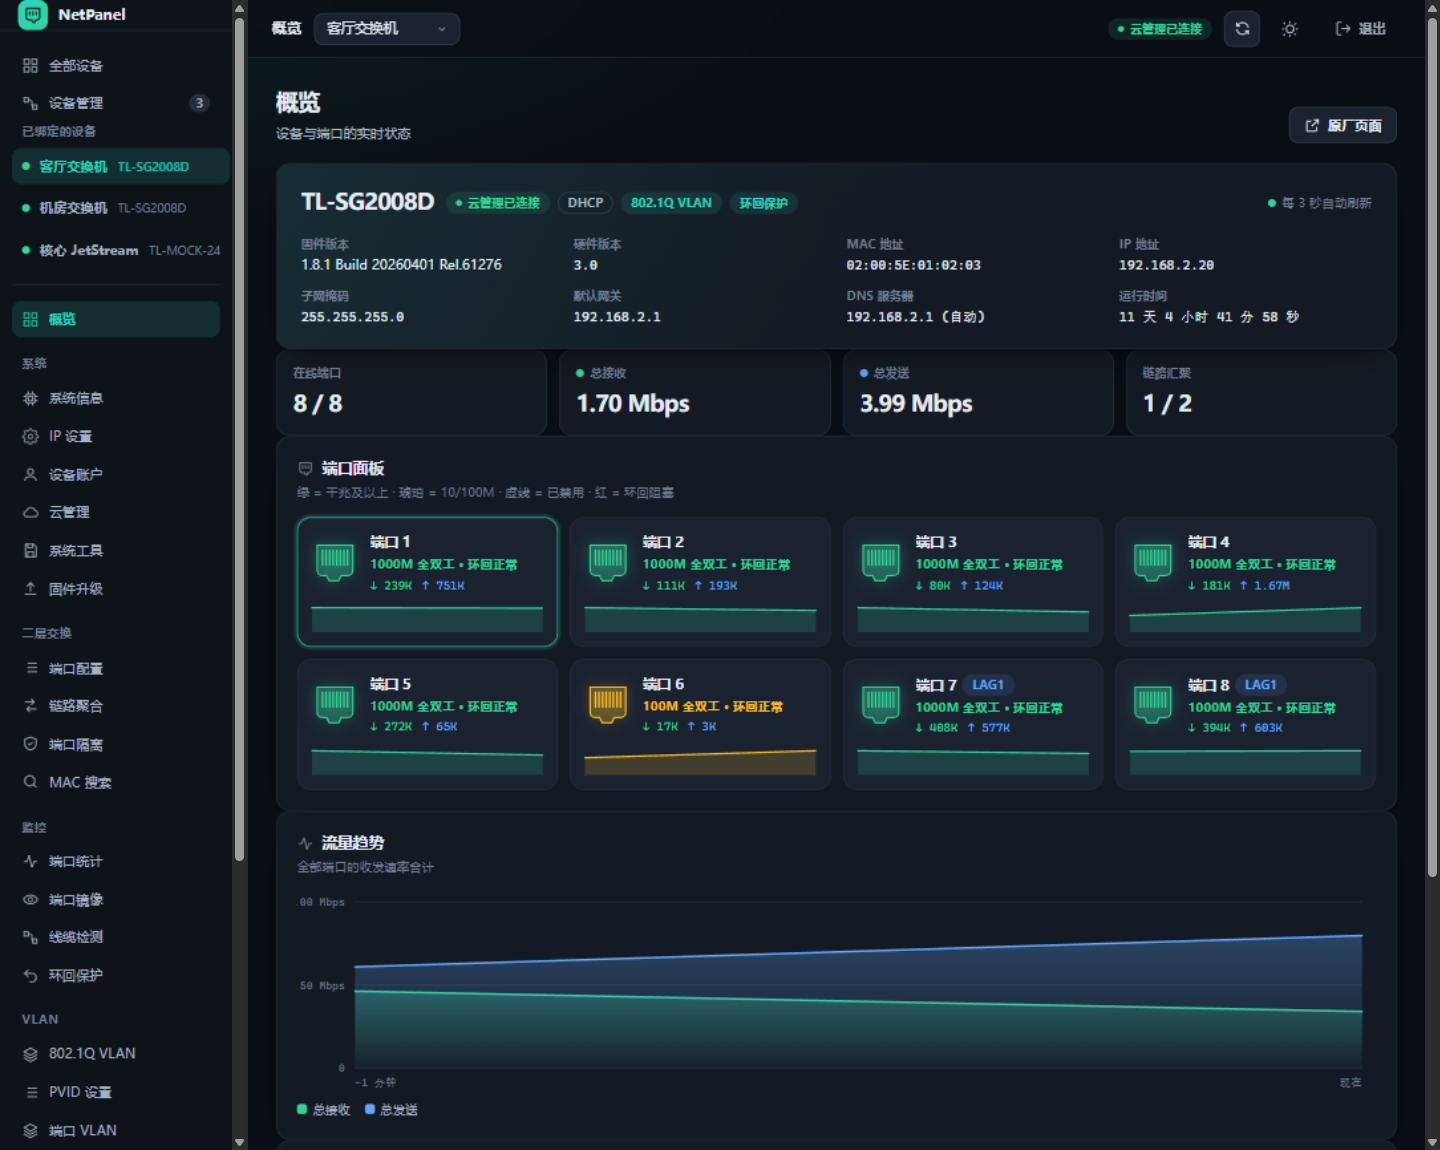 NetPanel
全部设备
设备管理 3
已绑定的设备
客厅交换机 TL-SG2008D
机房交换机 TL-SG2008D
核心 JetStream TL-MOCK-24
概览
系统
系统信息
IP 设置
设备账户
云管理
系统工具
固件升级
二层交换
端口配置
链路聚合
端口隔离
MAC 搜索
监控
端口统计
端口镜像
线缆检测
环回保护
VLAN
802.1Q VLAN
PVID 设置
端口 VLAN
概览 客厅交换机 云管理已连接 退出
概览
设备与端口的实时状态
原厂页面
TL-SG2008D 云管理已连接 DHCP 802.1Q VLAN 环回保护 每 3 秒自动刷新
固件版本 硬件版本 MAC 地址 IP 地址
1.8.1 Build 20260401 Rel.61276 3.0 02:00:5E:01:02:03 192.168.2.20
子网掩码 默认网关 DNS 服务器 运行时间
255.255.255.0 192.168.2.1 192.168.2.1 (自动) 11 天 4 小时 41 分 58 秒
在线端口 总接收 总发送 链路汇聚
8 / 8 1.70 Mbps 3.99 Mbps 1 / 2
端口面板
绿 = 千兆及以上 · 琥珀 = 10/100M · 虚线 = 已禁用 · 红 = 环回阻塞
端口 1 端口 2 端口 3 端口 4
1000M 全双工 • 环回正常 1000M 全双工 • 环回正常 1000M 全双工 • 环回正常 1000M 全双工 • 环回正常
↓ 239K ↑ 751K ↓ 111K ↑ 193K ↓ 80K ↑ 124K ↓ 181K ↑ 1.67M
端口 5 端口 6 端口 7 LAG1 端口 8 LAG1
1000M 全双工 • 环回正常 100M 全双工 • 环回正常 1000M 全双工 • 环回正常 1000M 全双工 • 环回正常
↓ 272K ↑ 65K ↓ 17K ↑ 3K ↓ 408K ↑ 577K ↓ 394K ↑ 603K
流量趋势
全部端口的收发速率合计
.00 Mbps
50 Mbps
0
-1 分钟 现在
总接收 总发送